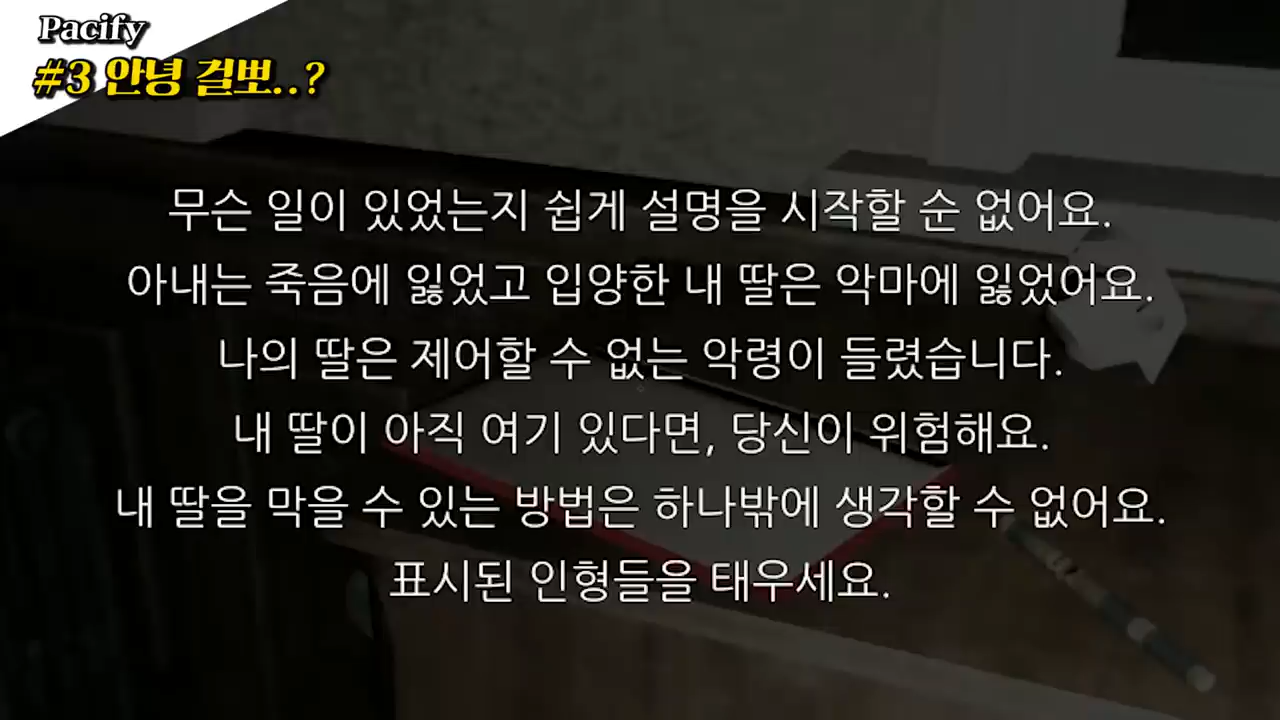 Pacify
#3 안녕 걸뽀..?
무슨 일이 있었는지 쉽게 설명을 시작할 순 없어요.
아내는 죽음에 잃었고 입양한 내 딸은 악마에 잃었어요.
나의 딸은 제어할 수 없는 악령이 들렸습니다.
내 딸이 아직 여기 있다면, 당신이 위험해요.
내 딸을 막을 수 있는 방법은 하나밖에 생각할 수 없어요.
표시된 인형들을 태우세요.